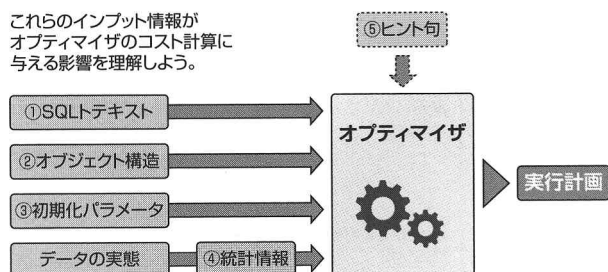 これらのインプット情報が
オプティマイザのコスト計算に
与える影響を理解しよう。
⑤ヒント句
①SQLトテキスト
②オブジェクト構造
③初期化パラメータ
データの実態
④統計情報
オプティマイザ
実行計画